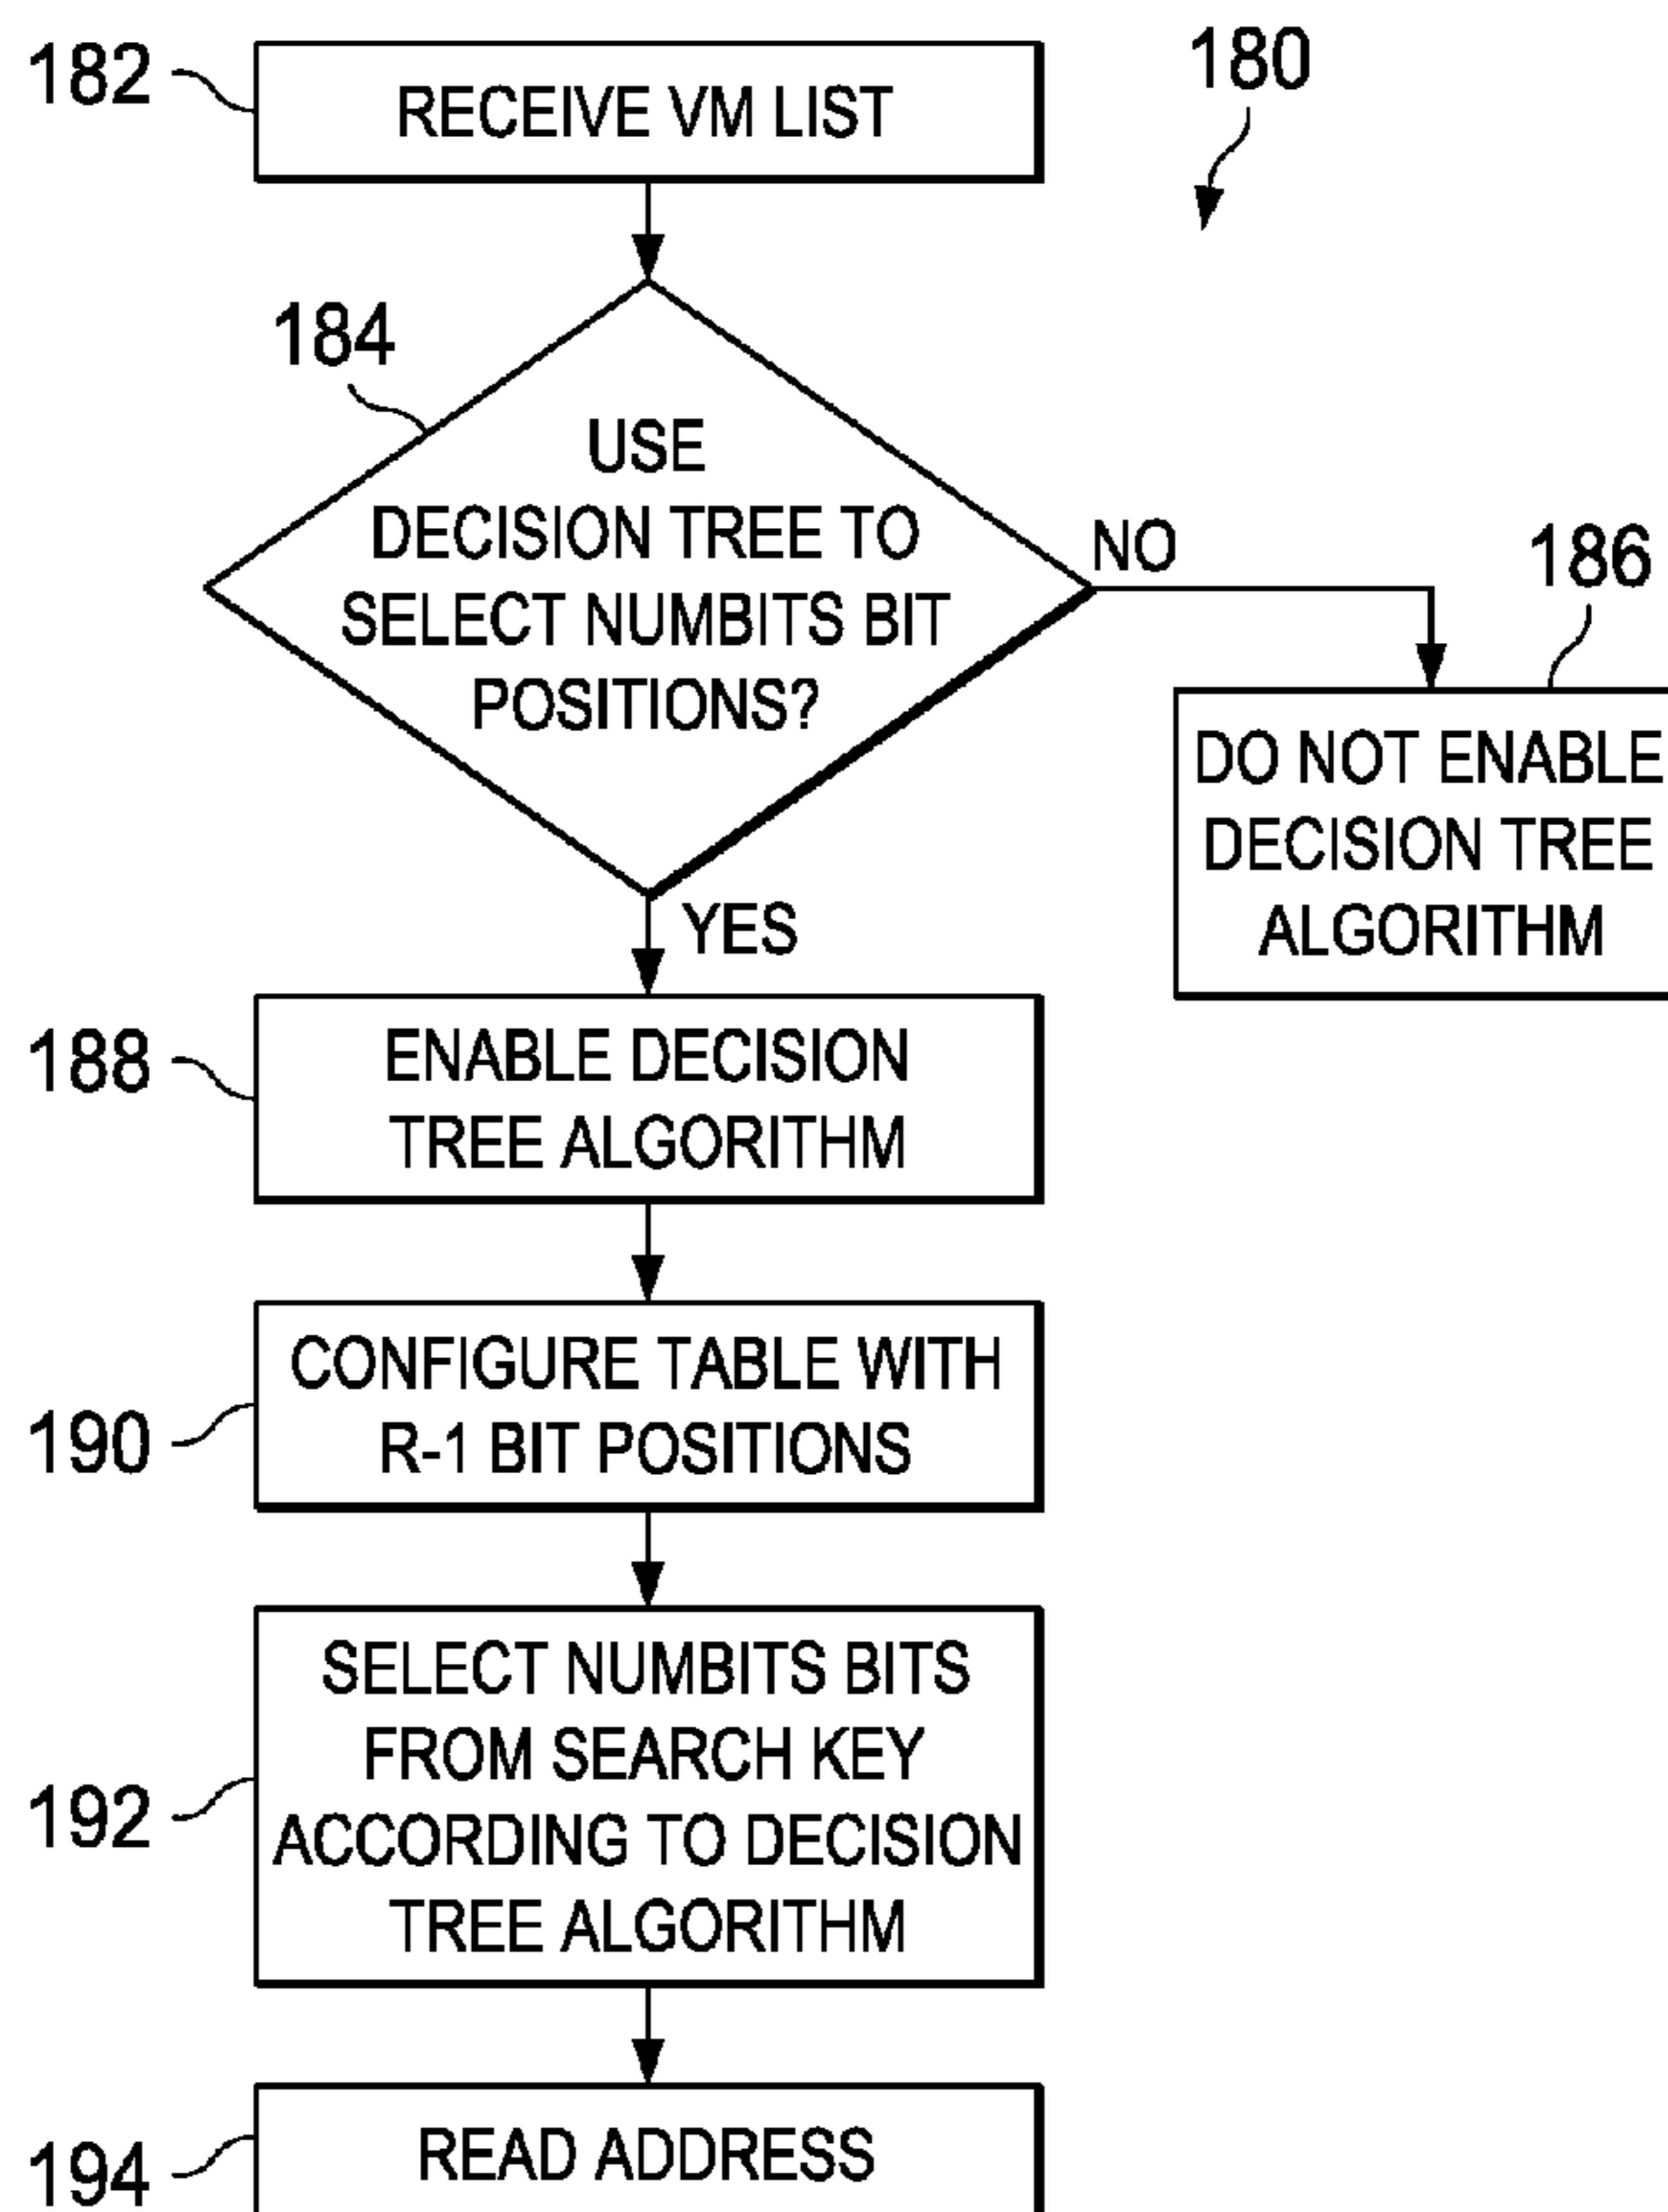 182
RECEIVE VM LIST
180
184
USE
DECISION TREE TO
SELECT NUMBITS BIT
POSITIONS?
NO
186
DO NOT ENABLE
DECISION TREE
ALGORITHM
YES
188
ENABLE DECISION
TREE ALGORITHM
190
CONFIGURE TABLE WITH
R-1 BIT POSITIONS
192
SELECT NUMBITS BITS
FROM SEARCH KEY
ACCORDING TO DECISION
TREE ALGORITHM
194
READ ADDRESS